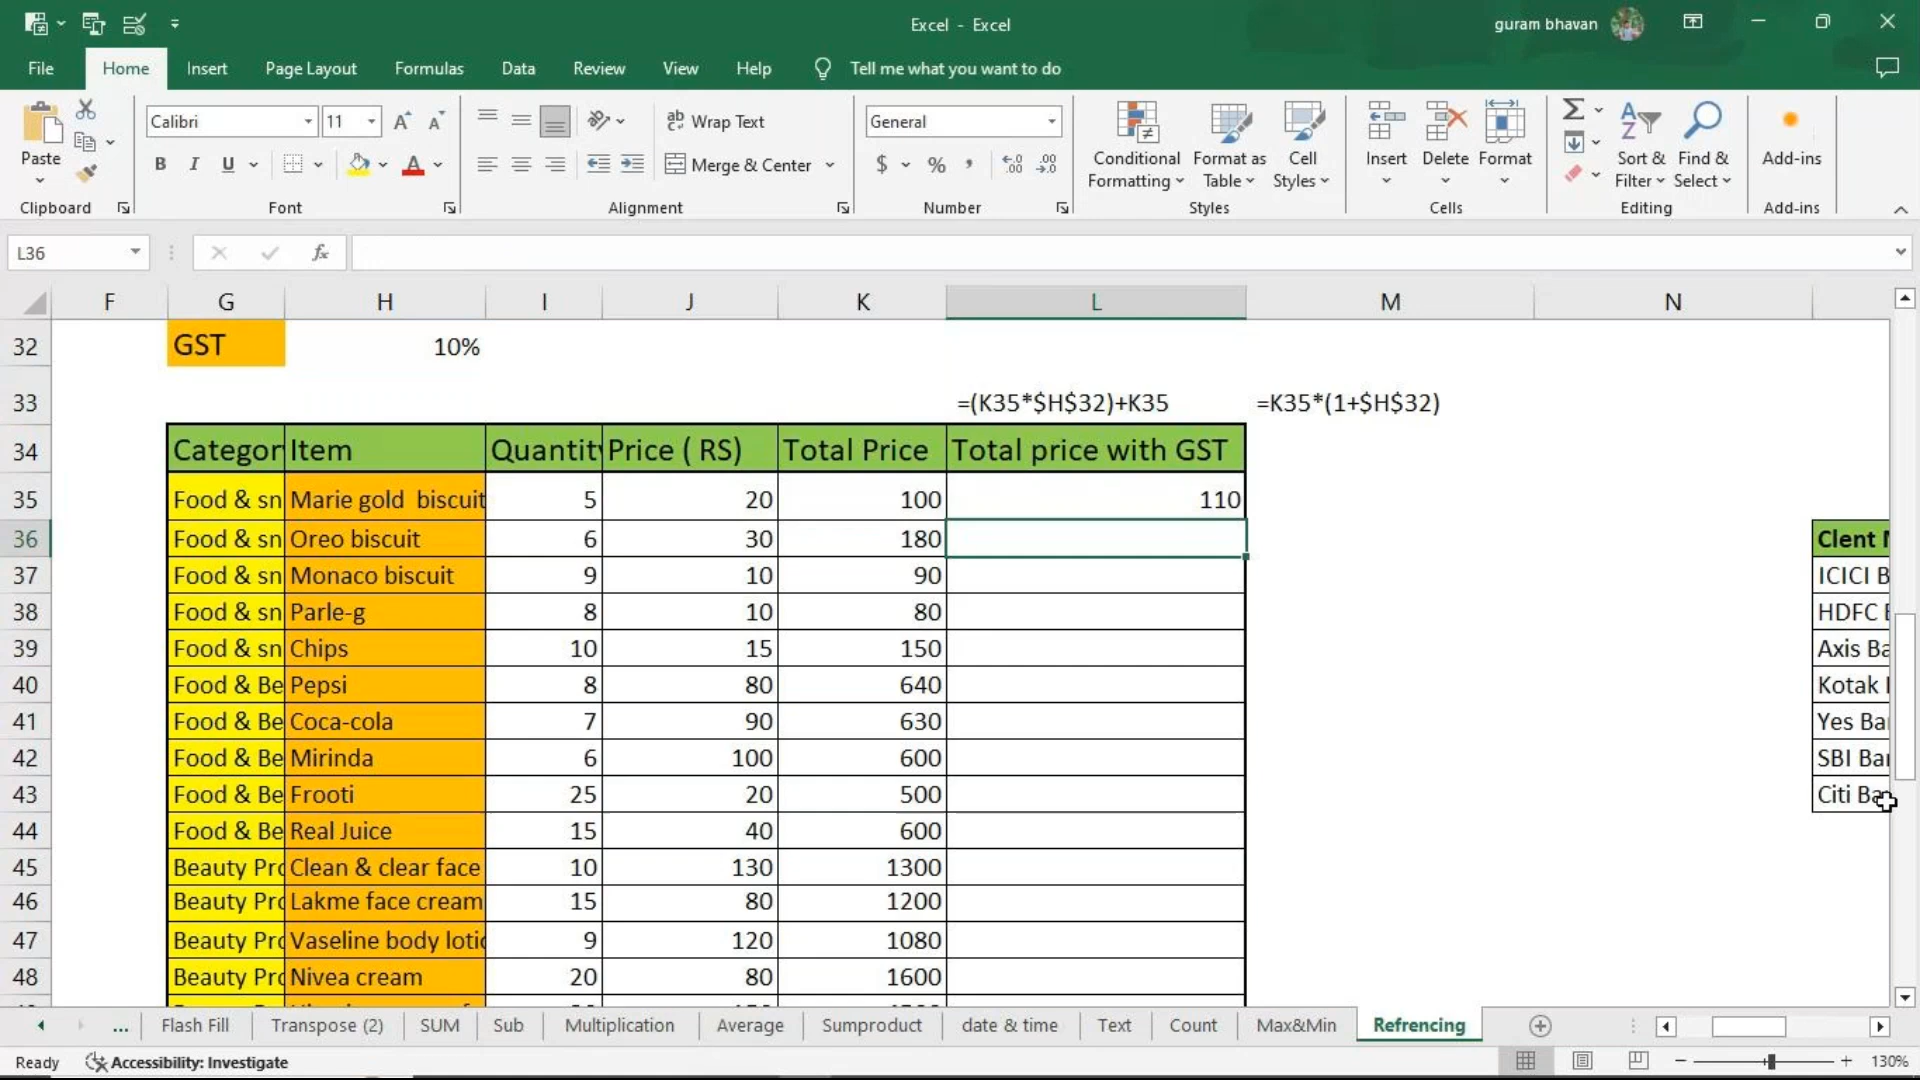 Excel - Excel
guram bhavan
File Home Insert Page Layout Formulas Data Review View Help Tell me what you want to do
Calibri 11 Wrap Text General
Paste B I U Merge & Center $ % , Conditional Formatting Format as Table Cell Styles Insert Delete Format Sort & Filter Find & Select Add-ins
Clipboard Font Alignment Number Styles Cells Editing Add-ins
L36 fx
F G H I J K L M N
32 GST 10%
33 =(K35*$H$32)+K35 =K35*(1+$H$32)
34 Categor Item Quantity Price ( RS) Total Price Total price with GST
35 Food & sn Marie gold biscuit 5 20 100 110
36 Food & sn Oreo biscuit 6 30 180 Clent
37 Food & sn Monaco biscuit 9 10 90 ICICI B
38 Food & sn Parle-g 8 10 80 HDFC
39 Food & sn Chips 10 15 150 Axis Ba
40 Food & Be Pepsi 8 80 640 Kotak
41 Food & Be Coca-cola 7 90 630 Yes Ba
42 Food & Be Mirinda 6 100 600 SBI Ba
43 Food & Be Frooti 25 20 500 Citi Ba
44 Food & Be Real Juice 15 40 600
45 Beauty Pro Clean & clear face 10 130 1300
46 Beauty Pro Lakme face cream 15 80 1200
47 Beauty Pro Vaseline body lotio 9 120 1080
48 Beauty Pro Nivea cream 20 80 1600
... Flash Fill Transpose (2) SUM Sub Multiplication Average Sumproduct date & time Text Count Max&Min Refrencing
Ready Accessibility: Investigate 130%